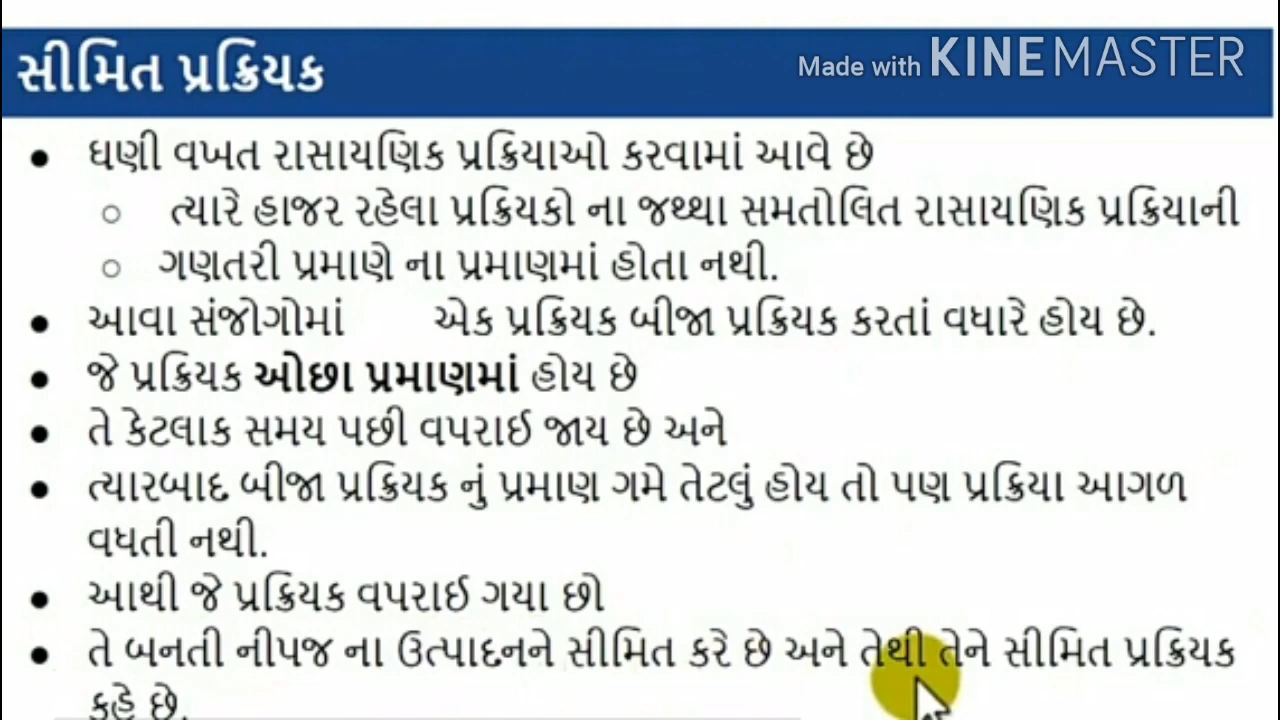 સીમિત પ્રક્રિયક
Made with KINEMASTER
● ઘણી વખત રાસાયણિક પ્રક્રિયાઓ કરવામાં આવે છે
○ ત્યારે હાજર રહેલા પ્રક્રિયકો ના જથ્થા સમતોલિત રાસાયણિક પ્રક્રિયાની
○ ગણતરી પ્રમાણે ના પ્રમાણમાં હોતા નથી.
● આવા સંજોગોમાં એક પ્રક્રિયક બીજા પ્રક્રિયક કરતાં વધારે હોય છે.
● જે પ્રક્રિયક ઓછા પ્રમાણમાં હોય છે
● તે કેટલાક સમય પછી વપરાઈ જાય છે અને
● ત્યારબાદ બીજા પ્રક્રિયક નું પ્રમાણ ગમે તેટલું હોય તો પણ પ્રક્રિયા આગળ
વધતી નથી.
● આથી જે પ્રક્રિયક વપરાઈ ગયા છો
● તે બનતી નીપજ ના ઉત્પાદનને સીમિત કરે છે અને તેથી તેને સીમિત પ્રક્રિયક
કહે છે.